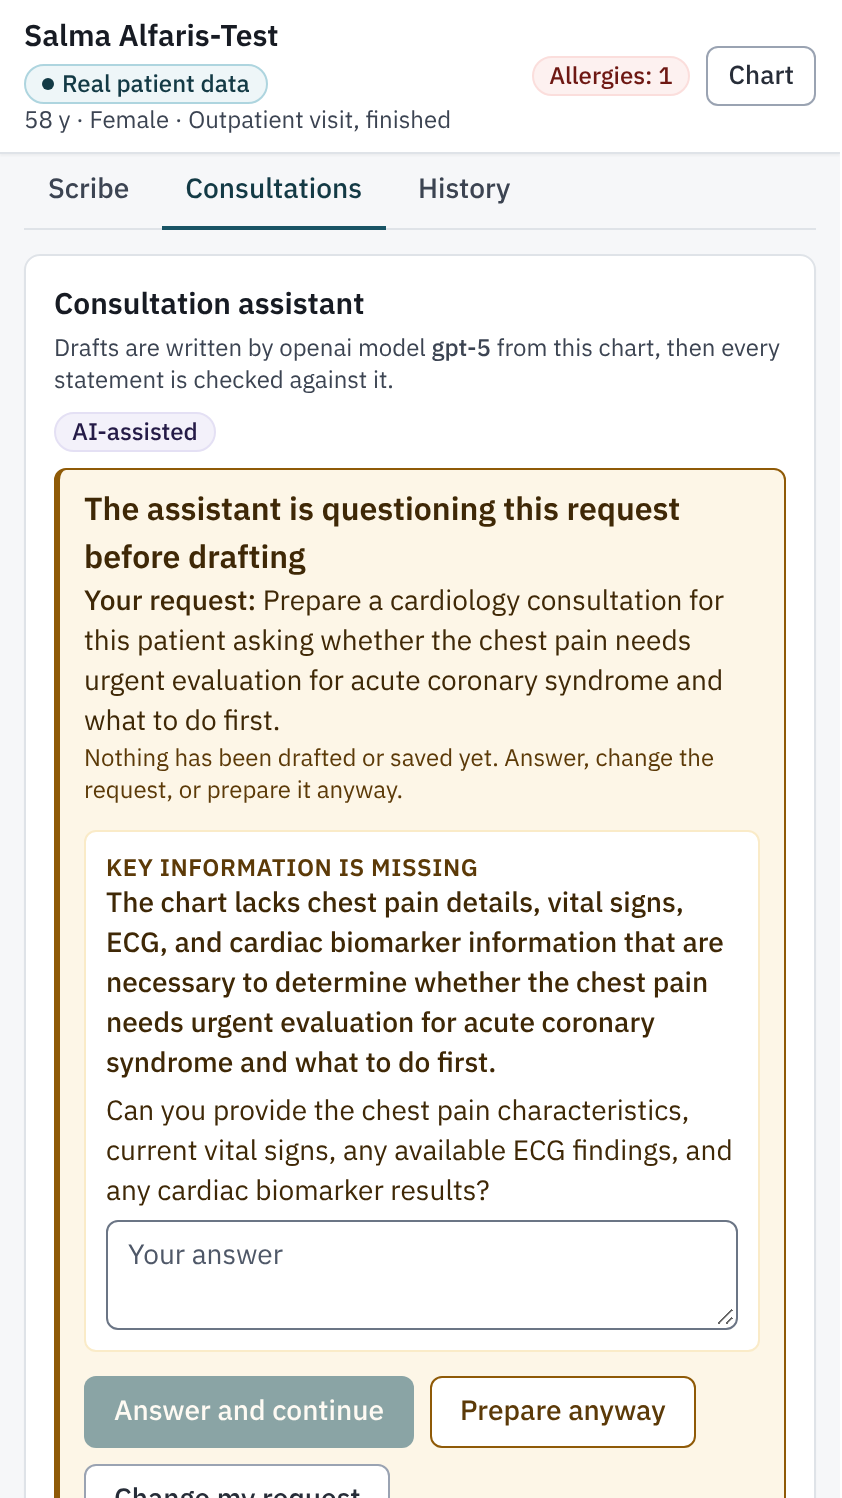 Salma Alfaris-Test
Real patient data
58 y · Female · Outpatient visit, finished
Allergies: 1
Chart
Scribe
Consultations
History
Consultation assistant
Drafts are written by openai model gpt-5 from this chart, then every
statement is checked against it.
AI-assisted
The assistant is questioning this request
before drafting
Your request: Prepare a cardiology consultation for
this patient asking whether the chest pain needs
urgent evaluation for acute coronary syndrome and
what to do first.
Nothing has been drafted or saved yet. Answer, change the
request, or prepare it anyway.
KEY INFORMATION IS MISSING
The chart lacks chest pain details, vital signs,
ECG, and cardiac biomarker information that are
necessary to determine whether the chest pain
needs urgent evaluation for acute coronary
syndrome and what to do first.
Can you provide the chest pain characteristics,
current vital signs, any available ECG findings, and
any cardiac biomarker results?
Your answer
Answer and continue
Prepare anyway
Change my request